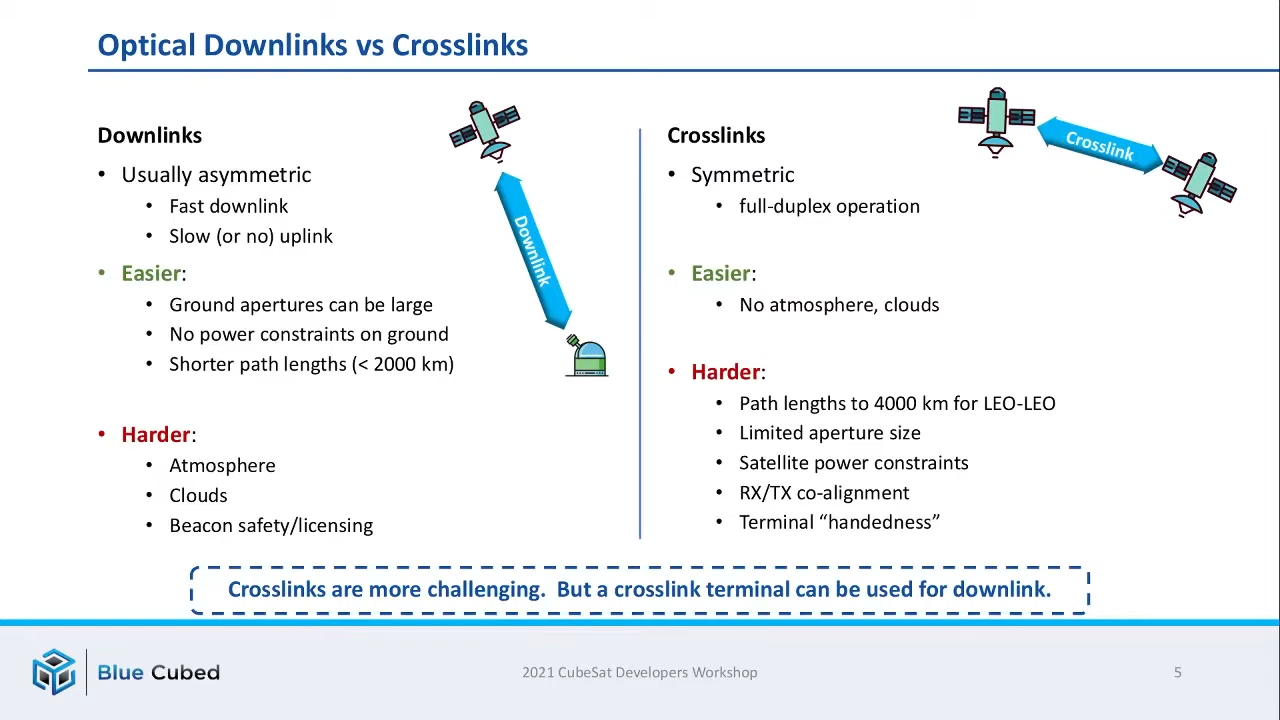 Optical Downlinks vs Crosslinks
Downlinks
• Usually asymmetric
• Fast downlink
• Slow (or no) uplink
• Easier:
• Ground apertures can be large
• No power constraints on ground
• Shorter path lengths (< 2000 km)
• Harder:
• Atmosphere
• Clouds
• Beacon safety/licensing
Downlink
Crosslinks
• Symmetric
• full-duplex operation
• Easier:
• No atmosphere, clouds
• Harder:
• Path lengths to 4000 km for LEO-LEO
• Limited aperture size
• Satellite power constraints
• RX/TX co-alignment
• Terminal “handedness”
Crosslink
Crosslinks are more challenging.  But a crosslink terminal can be used for downlink.
Blue Cubed
2021 CubeSat Developers Workshop
5